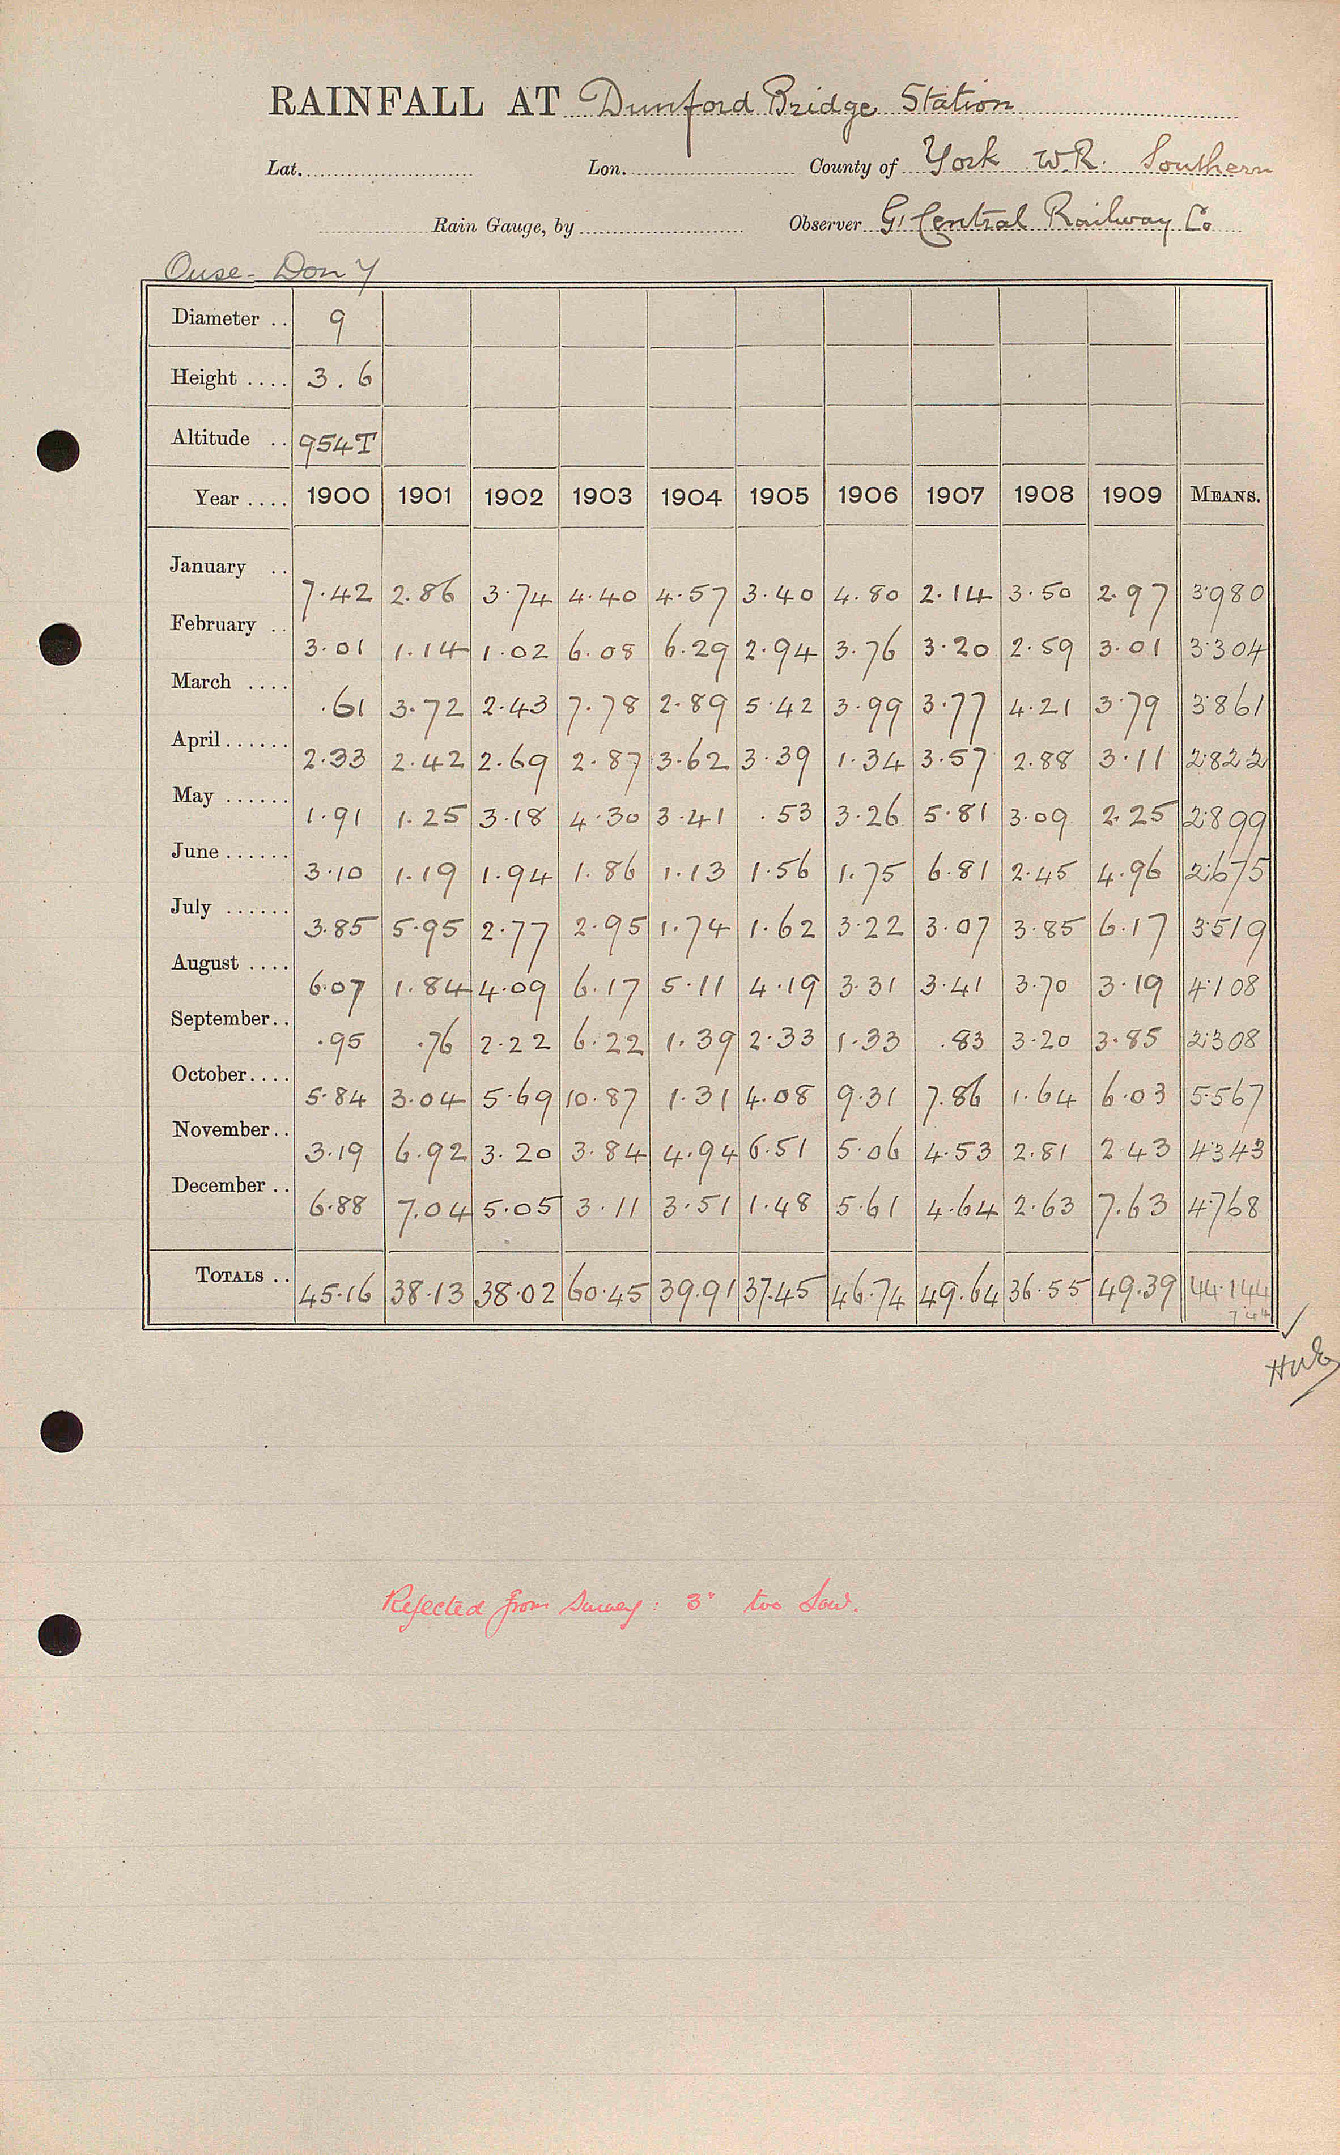 RAINFALL AT Dunford Bridge Station
Lat. Lon. County of York W.R. Southern
Rain Gauge, by Observer G. Central Railway Co
Ouse - Don Y
Diameter .. 9
Height .... 3.6
Altitude .. 954T
Year .... 1900 1901 1902 1903 1904 1905 1906 1907 1908 1909 MEANS.
January .. 7.42 2.86 3.74 4.40 4.57 3.40 4.80 2.14 3.50 2.97 3.980
February .. 3.01 1.14 1.02 6.08 6.29 2.94 3.76 3.20 2.59 3.01 3.304
March .... .61 3.72 2.43 7.78 2.89 5.42 3.99 3.77 4.21 3.79 3.861
April...... 2.33 2.42 2.69 2.87 3.62 3.39 1.34 3.57 2.88 3.11 2.822
May ...... 1.91 1.25 3.18 4.30 3.41 .53 3.26 5.81 3.09 2.25 2.899
June...... 3.10 1.19 1.94 1.86 1.13 1.56 1.75 6.81 2.45 4.96 2.675
July ...... 3.85 5.95 2.77 2.95 1.74 1.62 3.22 3.07 3.85 6.17 3.519
August .... 6.07 1.84 4.09 6.17 5.11 4.19 3.31 3.41 3.70 3.19 4.108
September.. .95 .76 2.22 6.22 1.39 2.33 1.33 .83 3.20 3.85 2.308
October.... 5.84 3.04 5.69 10.87 1.31 4.08 9.31 7.86 1.64 6.03 5.567
November.. 3.19 6.92 3.20 3.84 4.94 6.51 5.06 4.53 2.81 2.43 4.343
December .. 6.88 7.04 5.05 3.11 3.51 1.48 5.61 4.64 2.63 7.63 4.768
TOTALS .. 45.16 38.13 38.02 60.45 39.91 37.45 46.74 49.64 36.55 49.39 44.144
Rejected from Survey: 3" too Low.